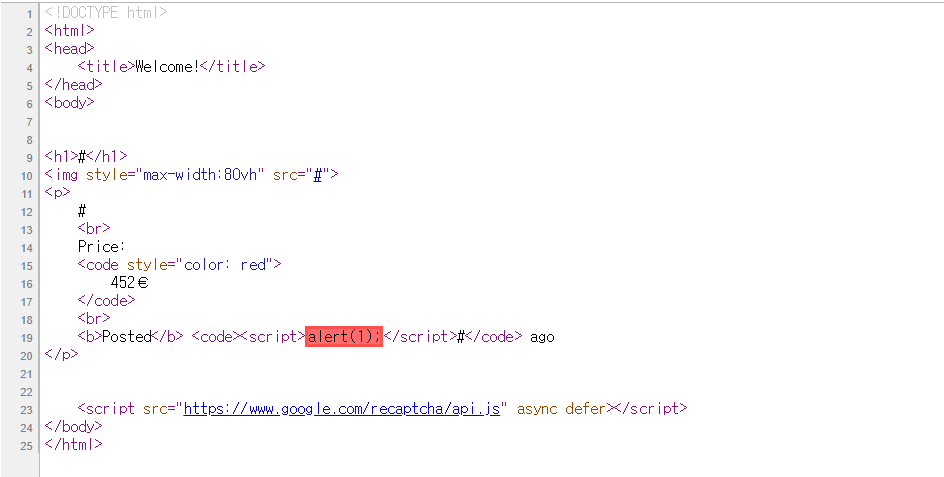 1 <!DOCTYPE html>
2 <html>
3 <head>
4 <title>Welcome!</title>
5 </head>
6 <body>
7
8
9 <h1>#</h1>
10 <img style="max-width:80vh" src="#">
11 <p>
12 #
13 <br>
14 Price:
15 <code style="color: red">
16 452€
17 </code>
18 <br>
19 <b>Posted</b> <code><script>alert(1);</script>#</code> ago
20 </p>
21
22
23 <script src="https://www.google.com/recaptcha/api.js" async defer></script>
24 </body>
25 </html>